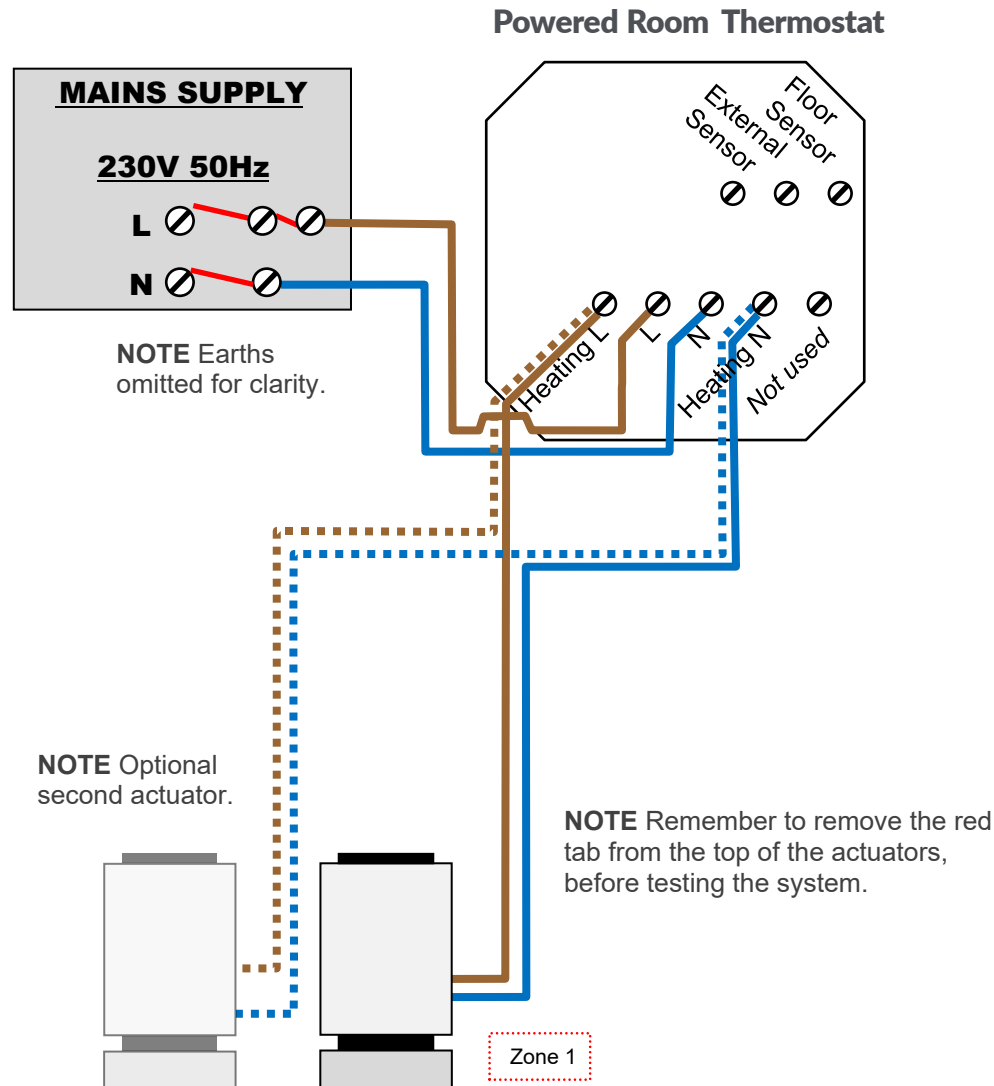 Powered Room Thermostat
MAINS SUPPLY
230V 50Hz
L
N
External
Sensor
Floor
Sensor
Heating L
L
N
Heating N
Not used
NOTE Earths
omitted for clarity.
NOTE Optional
second actuator.
NOTE Remember to remove the red
tab from the top of the actuators,
before testing the system.
Zone 1